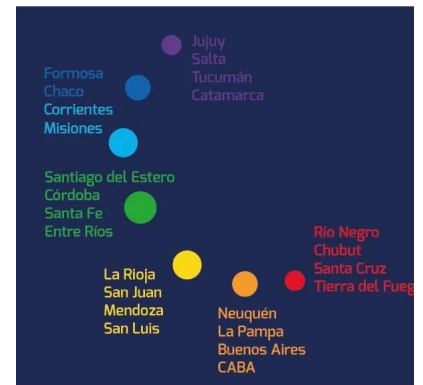 Jujuy
Salta
Tucumán
Catamarca
Formosa
Chaco
Corrientes
Misiones
Santiago del Estero
Córdoba
Santa Fe
Entre Ríos
La Rioja
San Juan
Mendoza
San Luis
Neuquén
La Pampa
Buenos Aires
CABA
Río Negro
Chubut
Santa Cruz
Tierra del Fueg